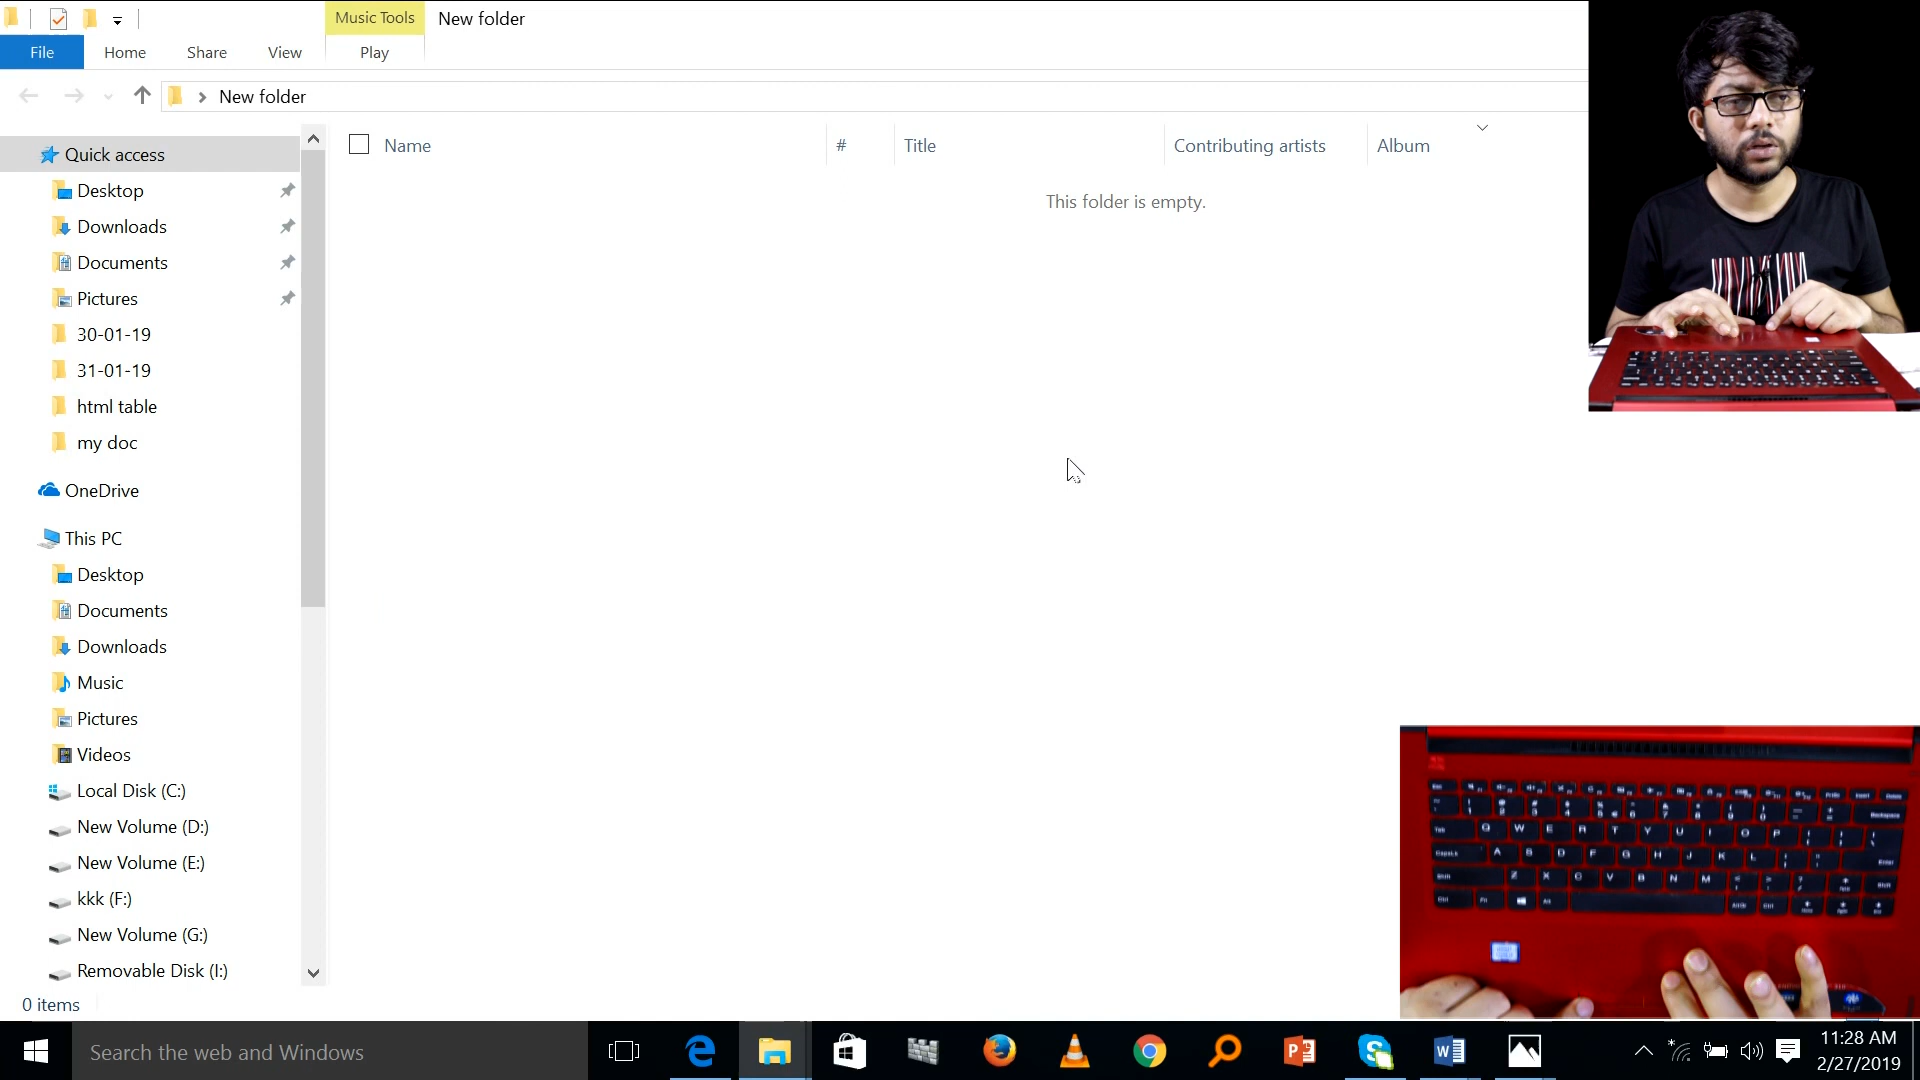 Music Tools
New folder
File
Home
Share
View
Play
New folder
Name
#
Title
Contributing artists
Album
This folder is empty.
Quick access
Desktop
Downloads
Documents
Pictures
30-01-19
31-01-19
html table
my doc
OneDrive
This PC
Desktop
Documents
Downloads
Music
Pictures
Videos
Local Disk (C:)
New Volume (D:)
New Volume (E:)
kkk (F:)
New Volume (G:)
Removable Disk (I:)
0 items
Q W E R T Y U I O P
A S D F G H J K L
Z X C V B N M
Search the web and Windows
11:28 AM
2/27/2019